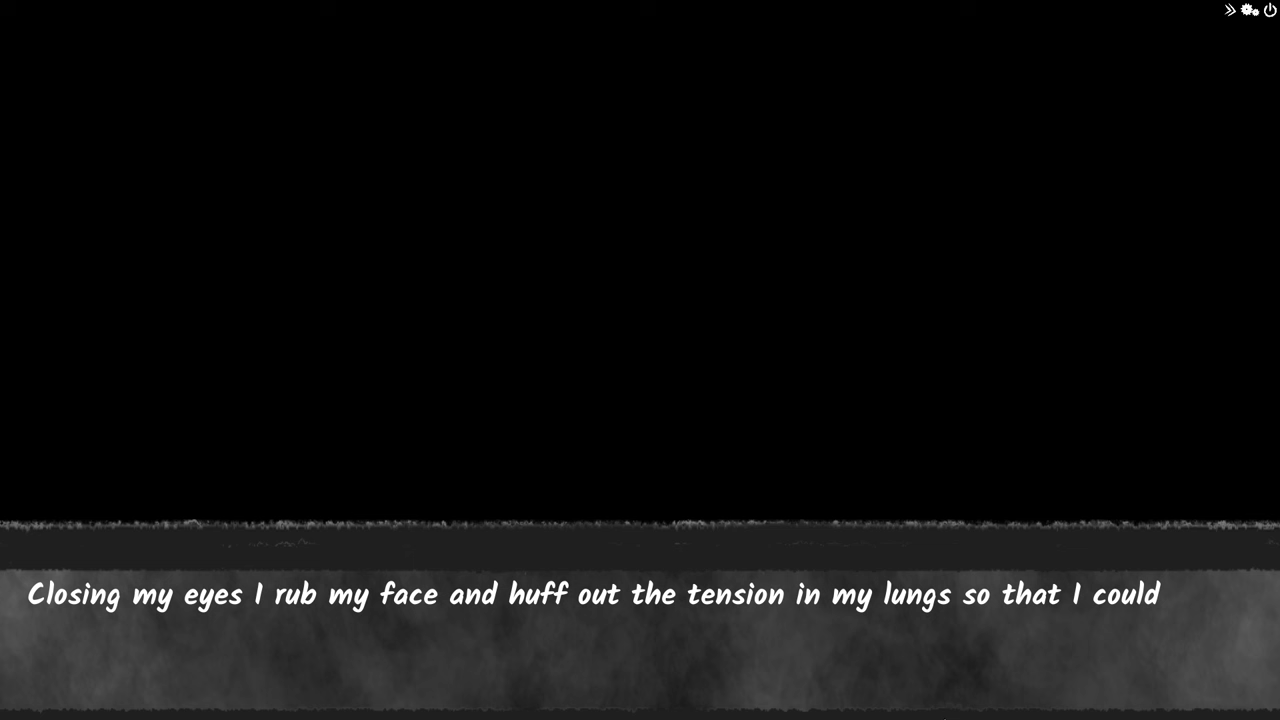 Closing my eyes I rub my face and huff out the tension in my lungs so that I could